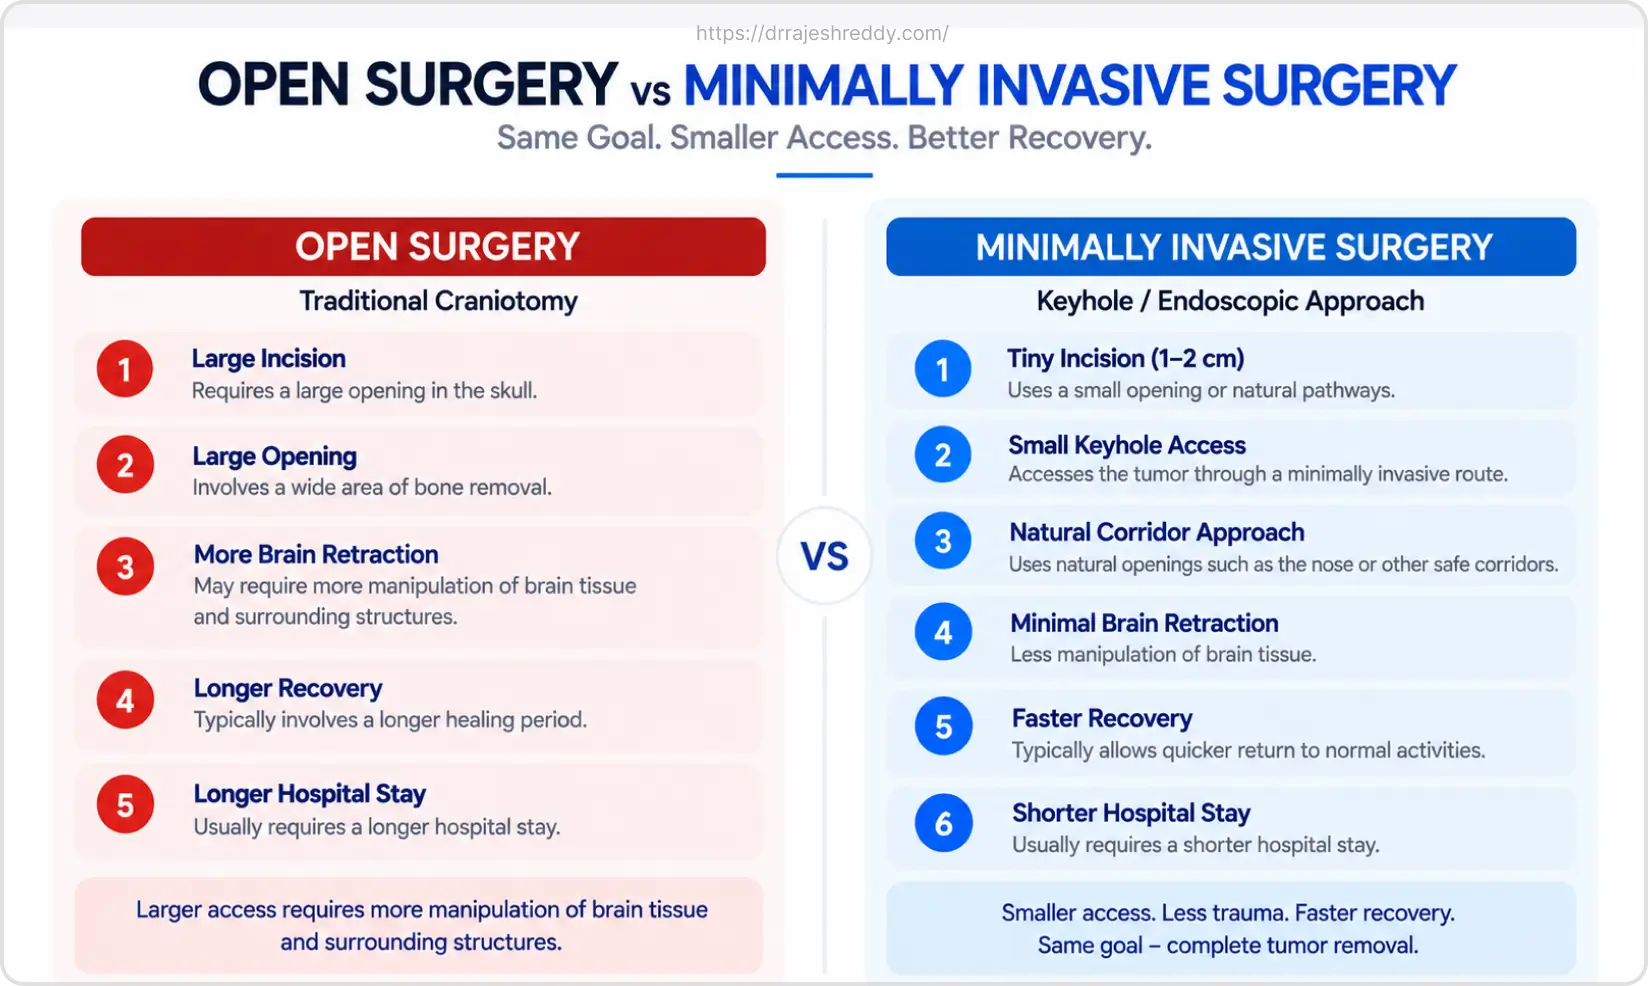 https://drrajeshreddy.com/
OPEN SURGERY vs MINIMALLY INVASIVE SURGERY
Same Goal. Smaller Access. Better Recovery.
OPEN SURGERY
Traditional Craniotomy
1
Large Incision
Requires a large opening in the skull.
2
Large Opening
Involves a wide area of bone removal.
3
More Brain Retraction
May require more manipulation of brain tissue
and surrounding structures.
4
Longer Recovery
Typically involves a longer healing period.
5
Longer Hospital Stay
Usually requires a longer hospital stay.
Larger access requires more manipulation of brain tissue
and surrounding structures.
VS
MINIMALLY INVASIVE SURGERY
Keyhole / Endoscopic Approach
1
Tiny Incision (1–2 cm)
Uses a small opening or natural pathways.
2
Small Keyhole Access
Accesses the tumor through a minimally invasive route.
3
Natural Corridor Approach
Uses natural openings such as the nose or other safe corridors.
4
Minimal Brain Retraction
Less manipulation of brain tissue.
5
Faster Recovery
Typically allows quicker return to normal activities.
6
Shorter Hospital Stay
Usually requires a shorter hospital stay.
Smaller access. Less trauma. Faster recovery.
Same goal – complete tumor removal.